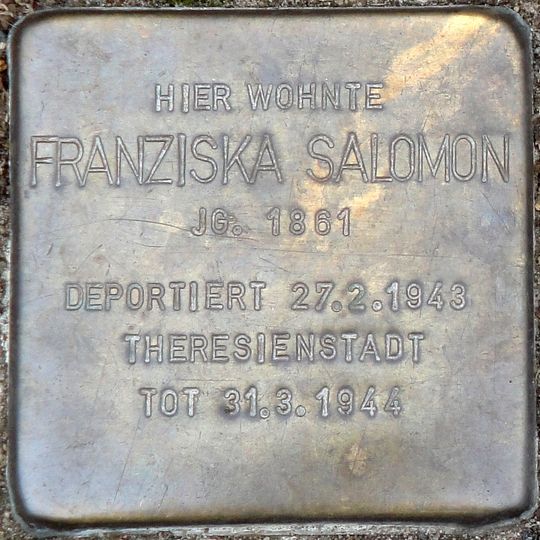 HIER WOHNTE
FRANZISKA SALOMON
JG. 1861
DEPORTIERT 27.2.1943
THERESIENSTADT
TOT 31.3.1944